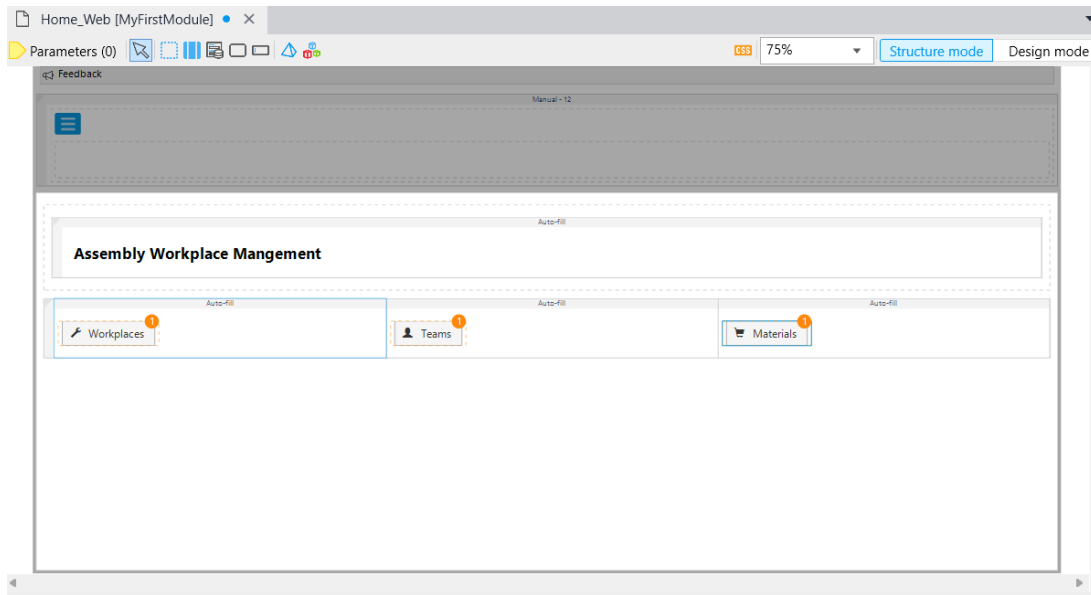 Home_Web [MyFirstModule]
Parameters (0) CSS 75% Structure mode Design mode
Feedback
Manual - 12
Auto-fill
Assembly Workplace Mangement
Auto-fill Auto-fill Auto-fill
Workplaces 1 Teams 1 Materials 1